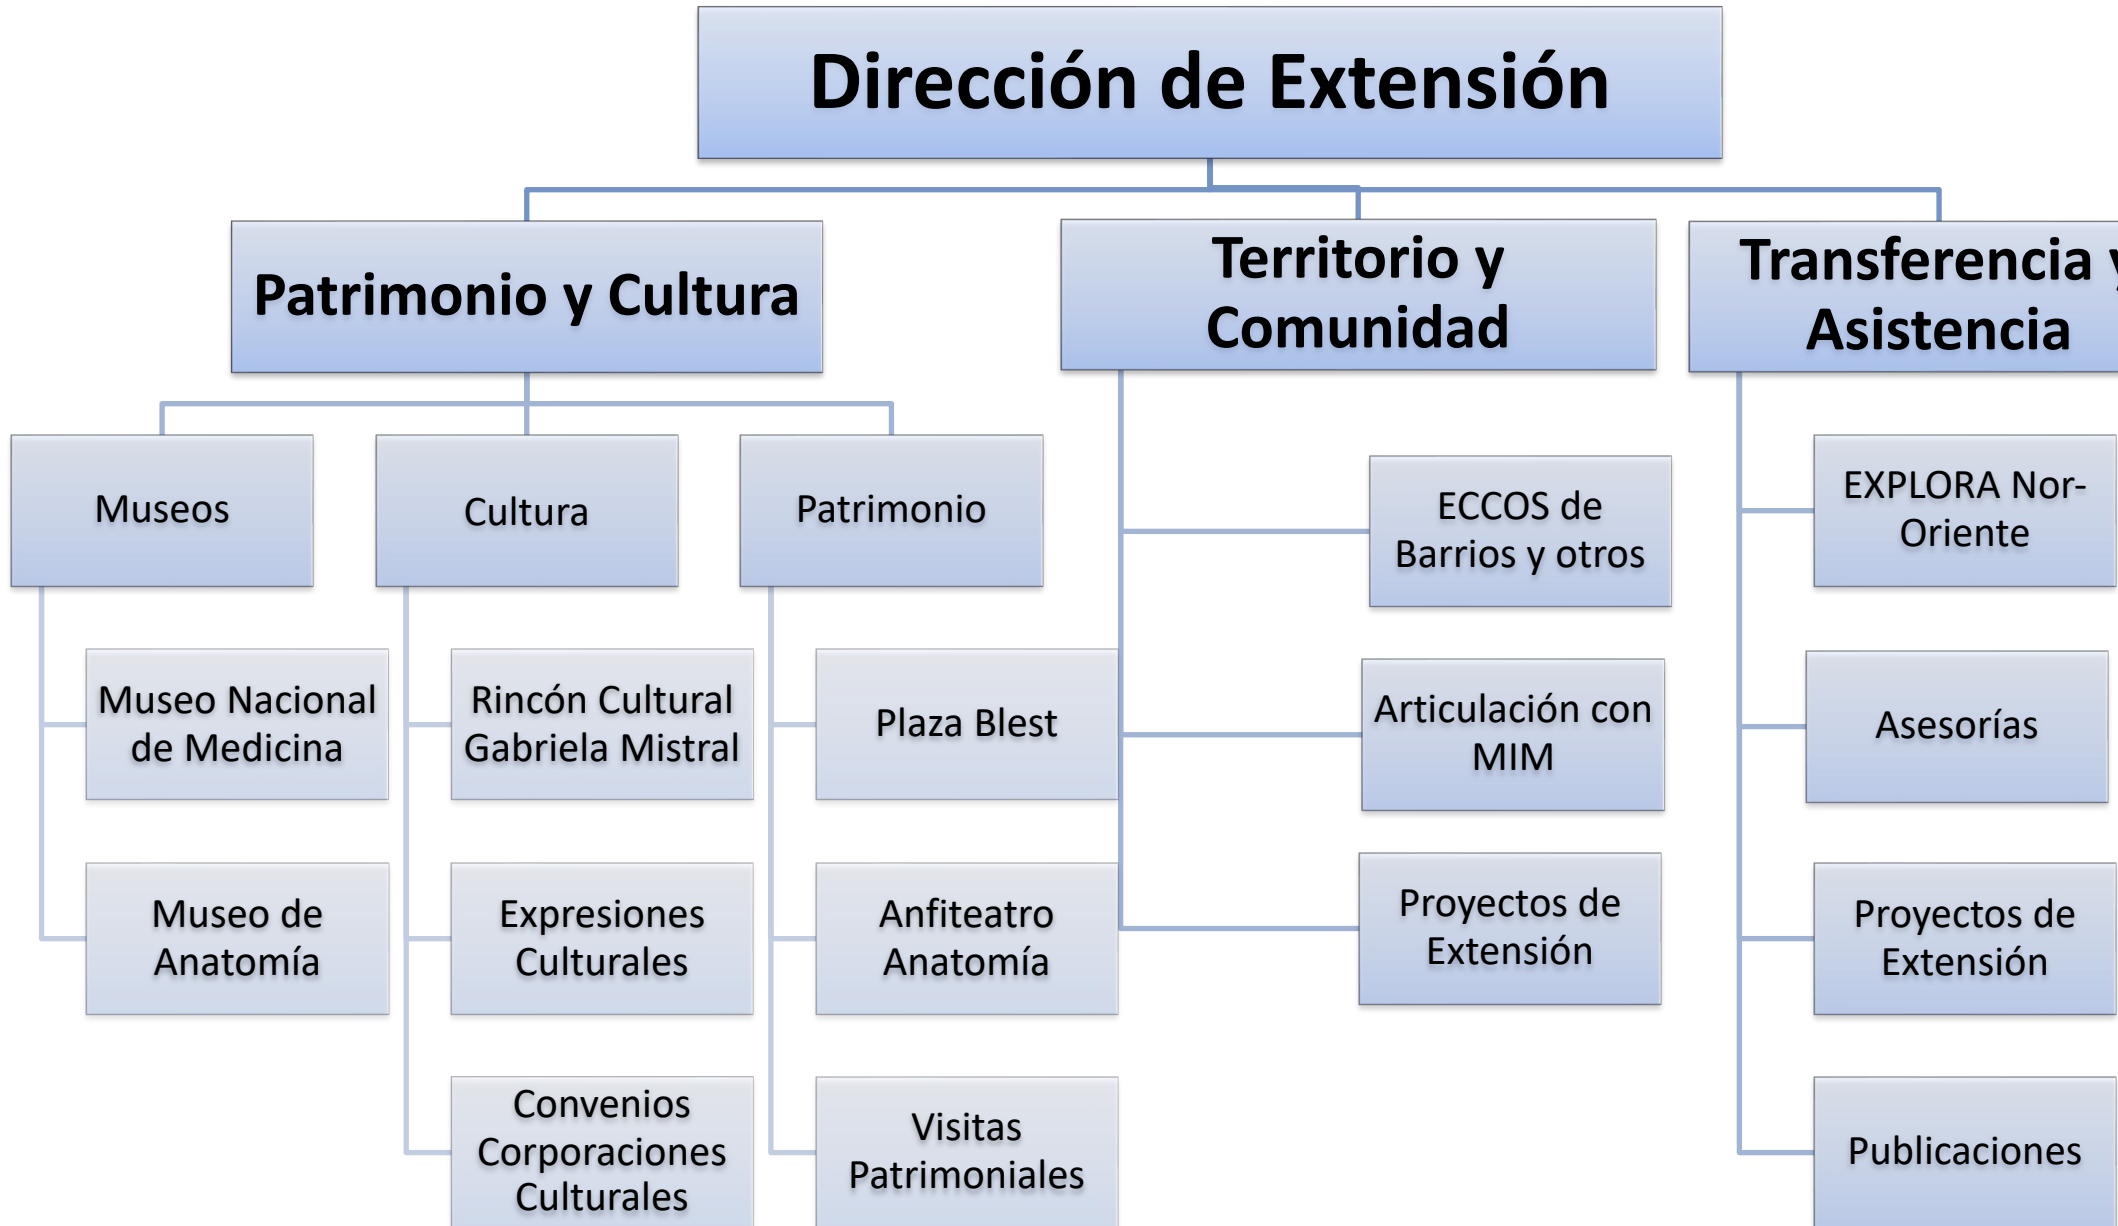 Dirección de Extensión
Patrimonio y Cultura
Territorio y
Comunidad
Transferencia y
Asistencia
Museos
Cultura
Patrimonio
ECCOS de
Barrios y otros
EXPLORA Nor-
Oriente
Museo Nacional
de Medicina
Rincón Cultural
Gabriela Mistral
Plaza Blest
Articulación con
MIM
Asesorías
Museo de
Anatomía
Expresiones
Culturales
Anfiteatro
Anatomía
Proyectos de
Extensión
Proyectos de
Extensión
Convenios
Corporaciones
Culturales
Visitas
Patrimoniales
Publicaciones